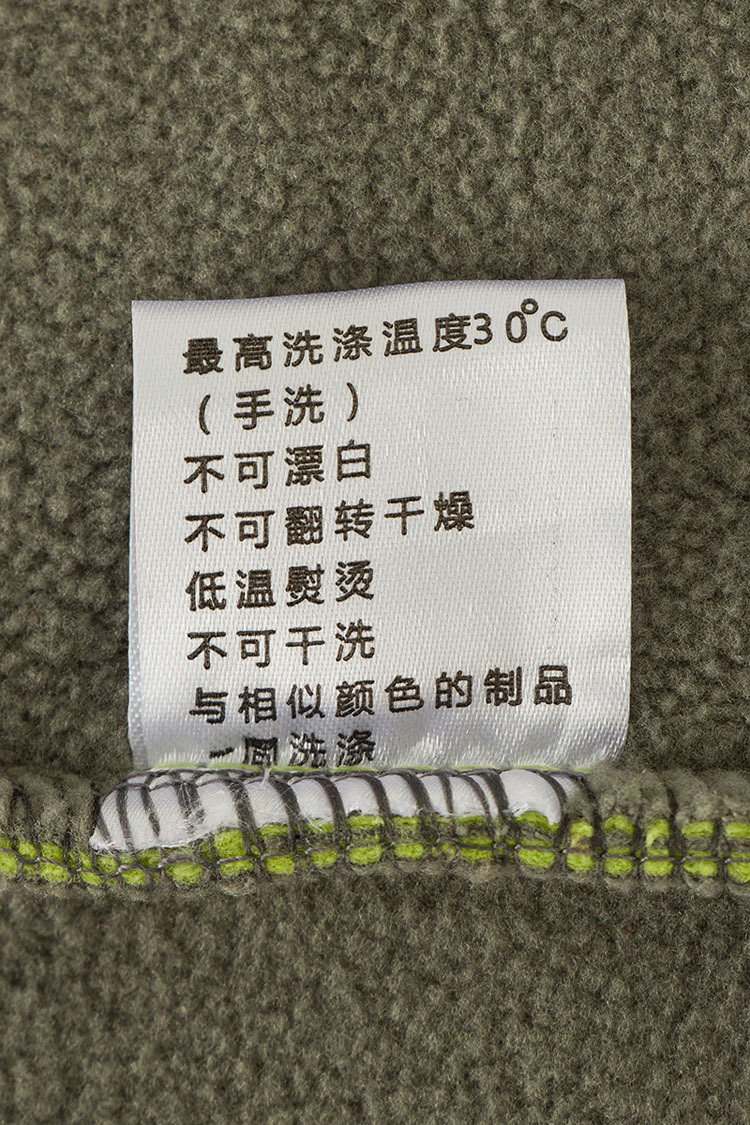 最高洗涤温度30℃
（手洗）
不可漂白
不可翻转干燥
低温熨烫
不可干洗
与相似颜色的制品
一同洗涤